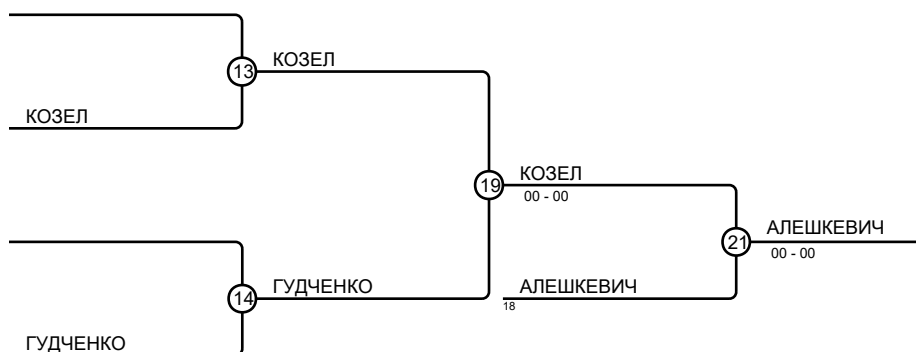 13
КОЗЕЛ
КОЗЕЛ
19
КОЗЕЛ
00 - 00
21
АЛЕШКЕВИЧ
00 - 00
14
ГУДЧЕНКО
АЛЕШКЕВИЧ
18
ГУДЧЕНКО